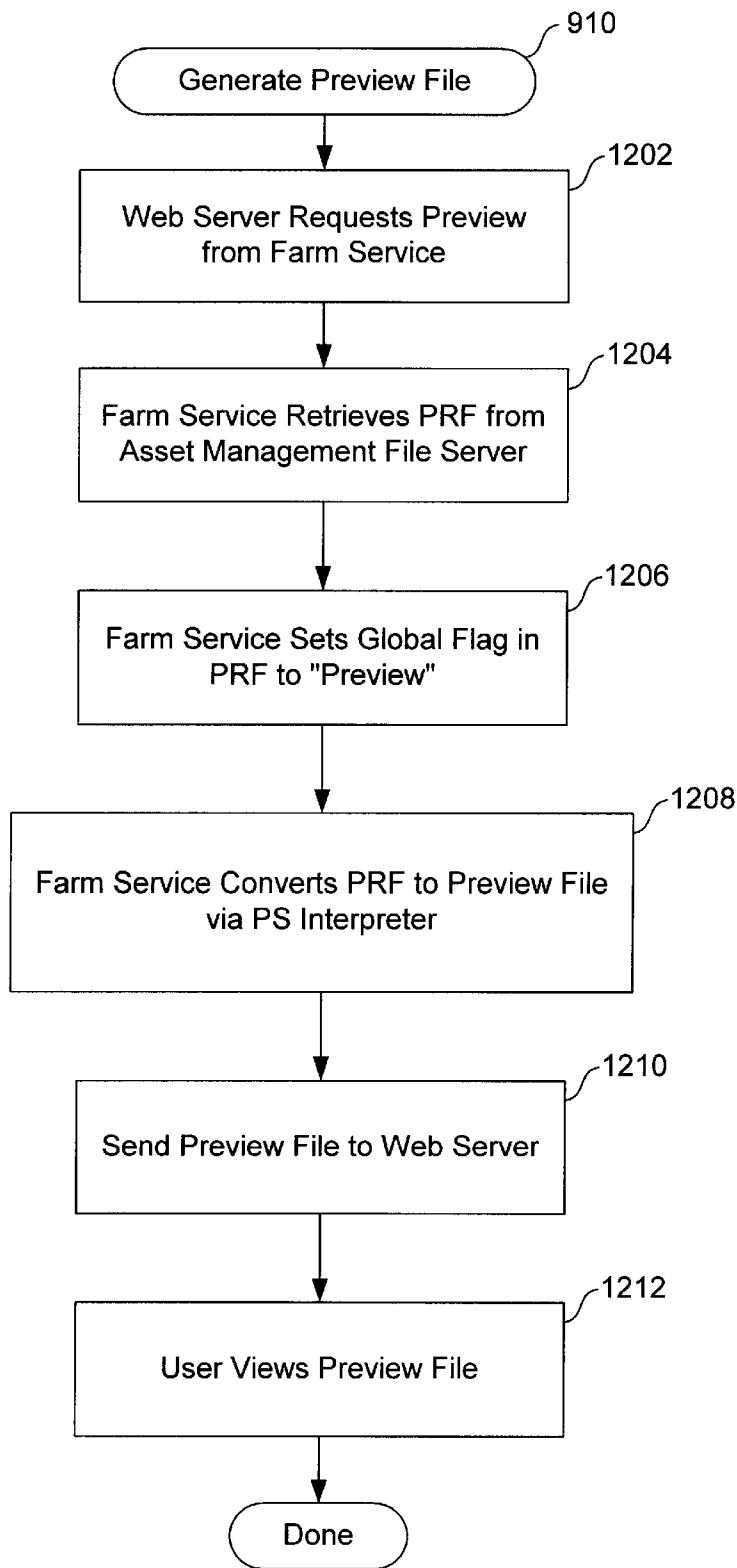 910
Generate Preview File
1202
Web Server Requests Preview
from Farm Service
1204
Farm Service Retrieves PRF from
Asset Management File Server
1206
Farm Service Sets Global Flag in
PRF to "Preview"
1208
Farm Service Converts PRF to Preview File
via PS Interpreter
1210
Send Preview File to Web Server
1212
User Views Preview File
Done